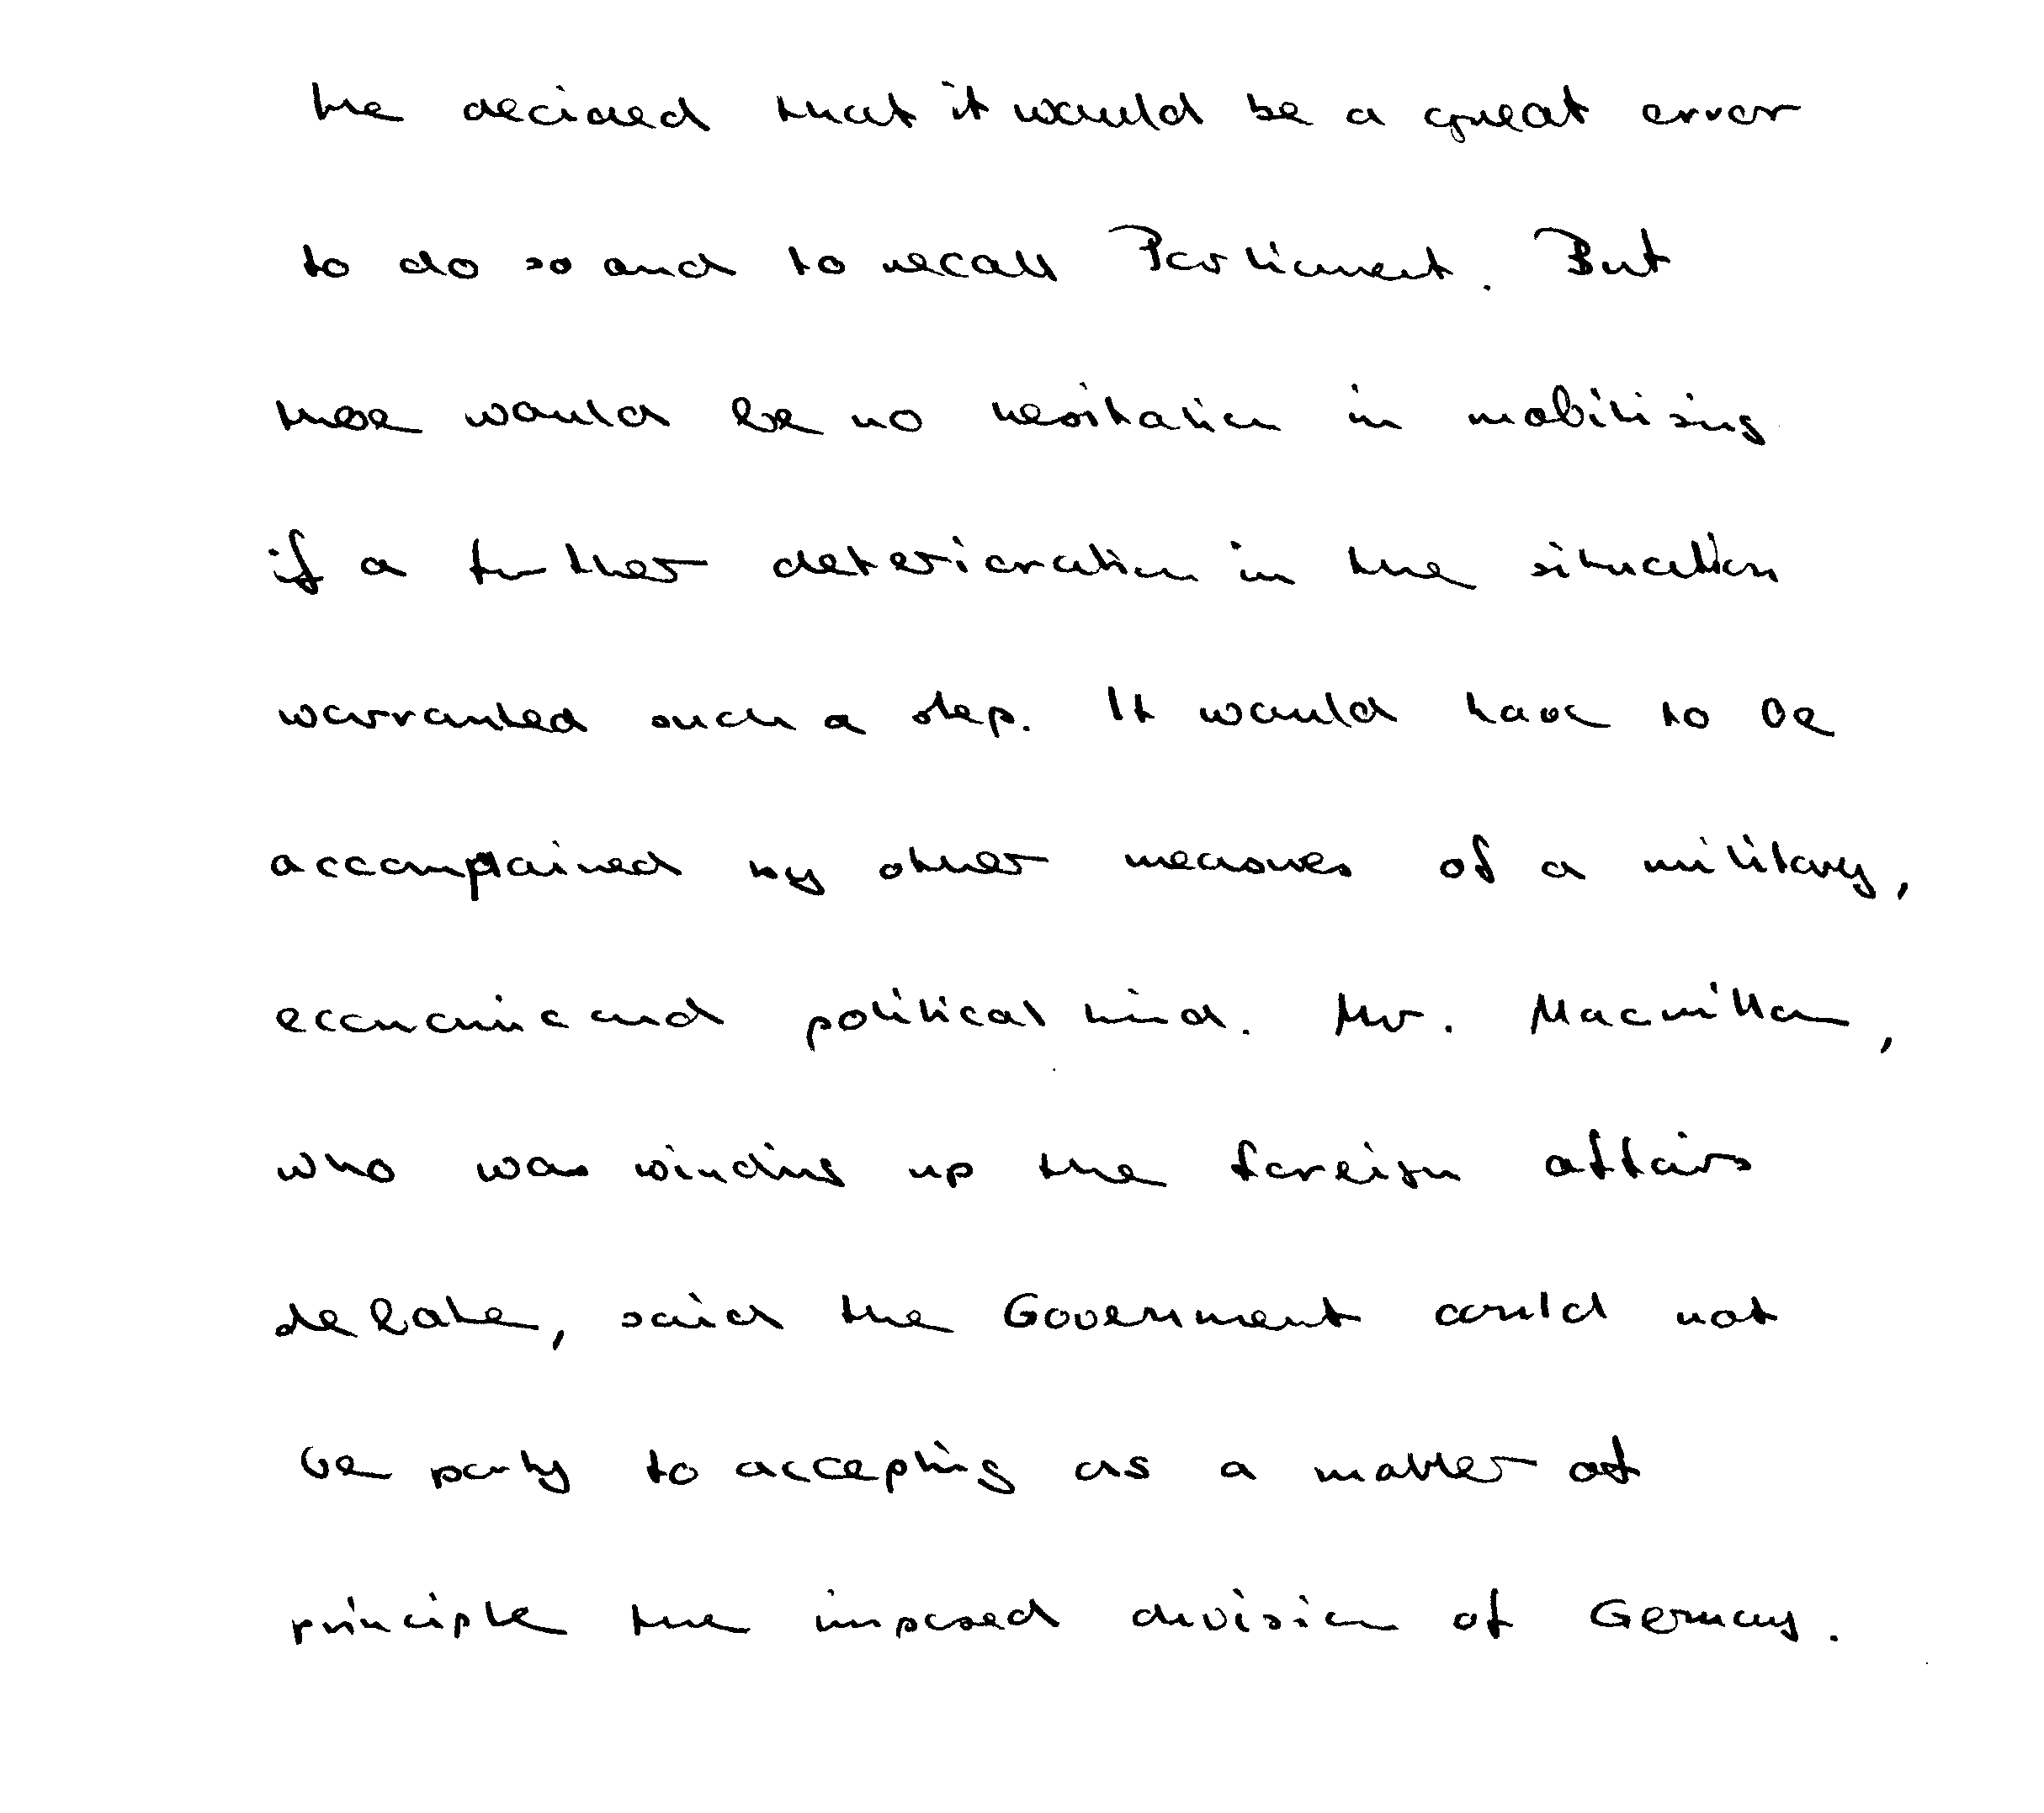 he decided that it would be a great error
to do so and to recall Parliament. But
there would be no hesitation in mobilising
if a further deterioration in the situation
warranted such a step. It would have to be
accompained by other measures of a military,
economic and political kind. Mr. Macmillan,
who was winding up the foreign affairs
debate, said the Government could not
be party to accepting as a matter of
principle the imposed division of Germany.